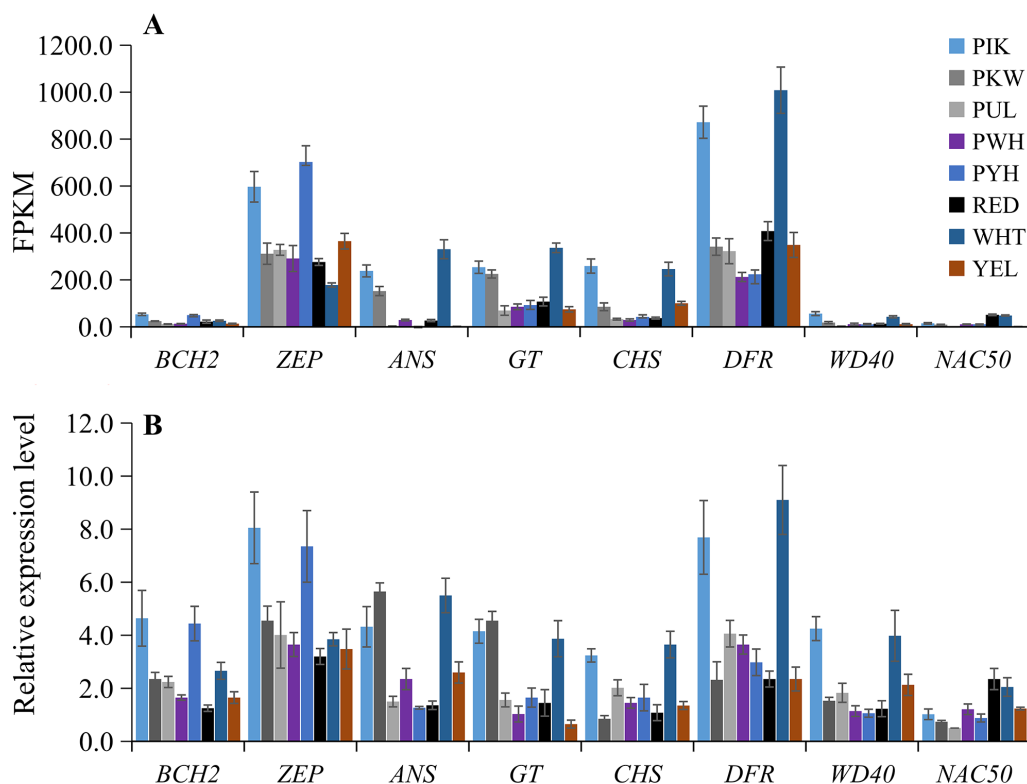 A
1200.0
1000.0
800.0
600.0
400.0
200.0
0.0
FPKM
BCH2 ZEP ANS GT CHS DFR WD40 NAC50
PIK
PKW
PUL
PWH
PYH
RED
WHT
YEL
B
12.0
10.0
8.0
6.0
4.0
2.0
0.0
Relative expression level
BCH2 ZEP ANS GT CHS DFR WD40 NAC50